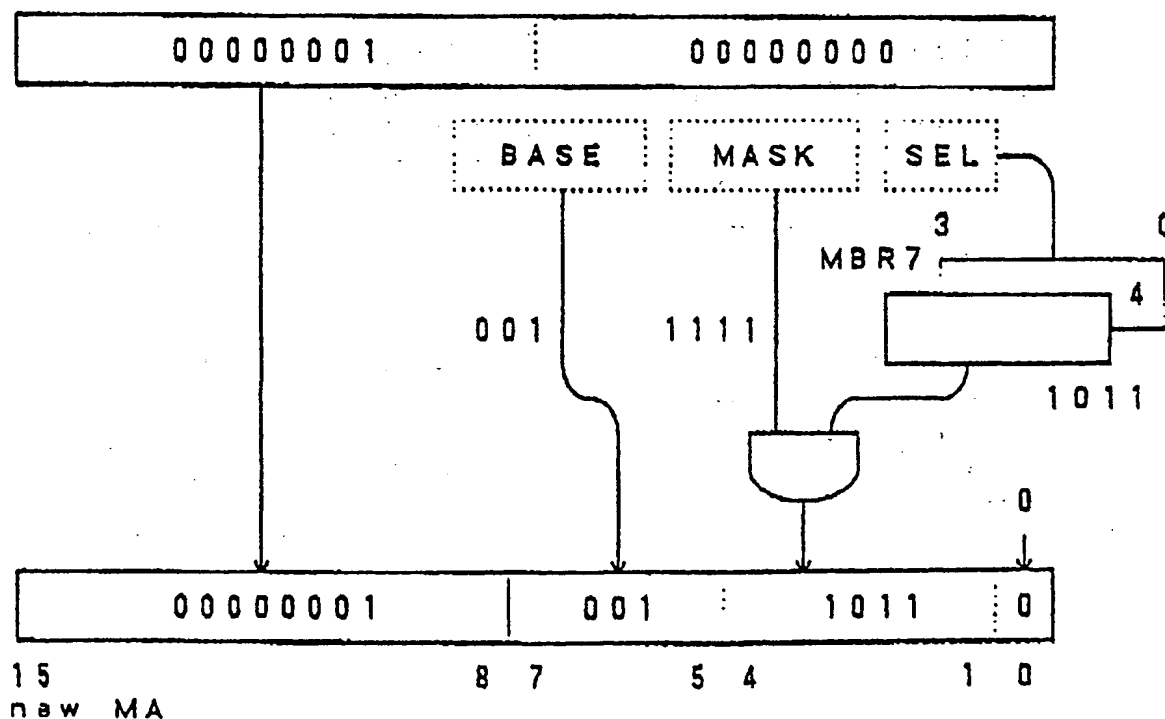 00000001 00000000
BASE MASK SEL
3
MBR7
4
001 1111
1011
0
00000001 001 1011 0
15 8 7 5 4 1 0
naw MA